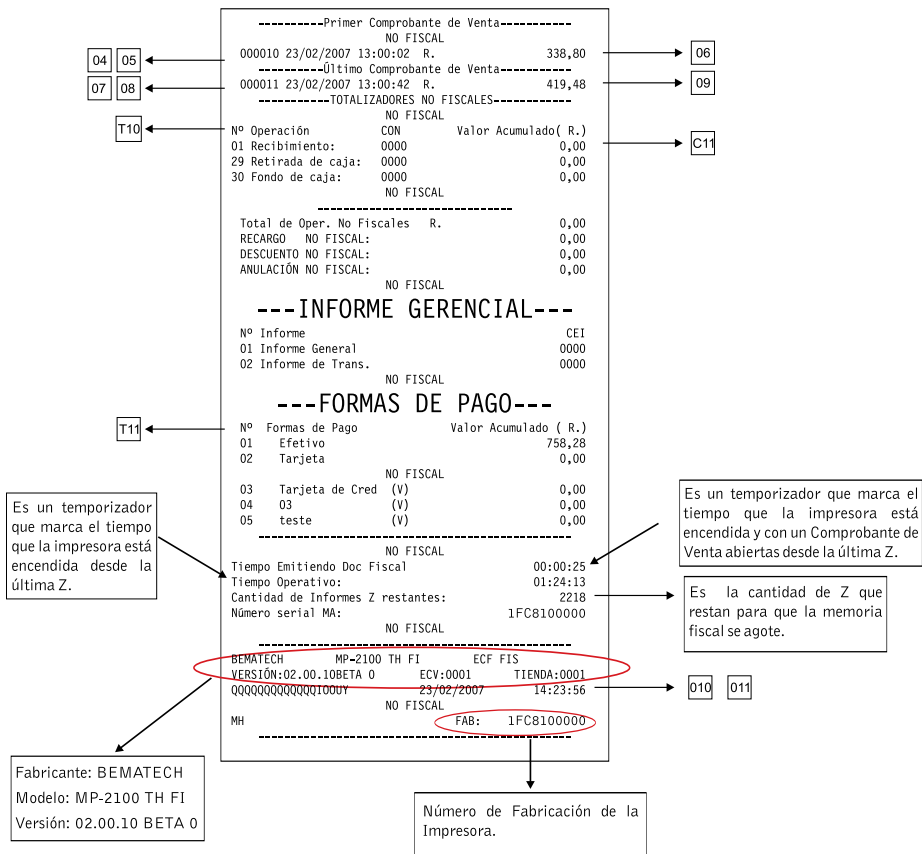 -----------Primer Comprobante de Venta-----------
NO FISCAL
04 05 000010 23/02/2007 13:00:02 R. 338,80 06
-----------Último Comprobante de Venta-----------
07 08 000011 23/02/2007 13:00:42 R. 419,48 09
------------TOTALIZADORES NO FISCALES------------
NO FISCAL
T10 Nº Operación CON Valor Acumulado( R.)
01 Recibimiento: 0000 0,00 C11
29 Retirada de caja: 0000 0,00
30 Fondo de caja: 0000 0,00
NO FISCAL
Total de Oper. No Fiscales R. 0,00
RECARGO NO FISCAL: 0,00
DESCUENTO NO FISCAL: 0,00
ANULACIÓN NO FISCAL: 0,00
NO FISCAL
---INFORME GERENCIAL---
Nº Informe CEI
01 Informe General 0000
02 Informe de Trans. 0000
NO FISCAL
---FORMAS DE PAGO---
T11 Nº Formas de Pago Valor Acumulado ( R.)
01 Efetivo 758,28
02 Tarjeta 0,00
NO FISCAL
03 Tarjeta de Cred (V) 0,00
04 03 (V) 0,00
05 teste (V) 0,00
NO FISCAL
Tiempo Emitiendo Doc Fiscal 00:00:25
Tiempo Operativo: 01:24:13
Cantidad de Informes Z restantes: 2218
Número serial MA: 1FC8100000
NO FISCAL
BEMATECH MP-2100 TH FI ECF FIS
VERSIÓN:02.00.10BETA 0 ECV:0001 TIENDA:0001
QQQQQQQQQQQQIOOUY 23/02/2007 14:23:56 010 011
NO FISCAL
MH FAB: 1FC8100000
Es un temporizador
que marca el tiempo
que la impresora está
encendida desde la
última Z.
Es un temporizador que marca el
tiempo que la impresora está
encendida y con un Comprobante de
Venta abiertas desde la última Z.
Es la cantidad de Z que
restan para que la memoria
fiscal se agote.
Fabricante: BEMATECH
Modelo: MP-2100 TH FI
Versión: 02.00.10 BETA 0
Número de Fabricación de la
Impresora.